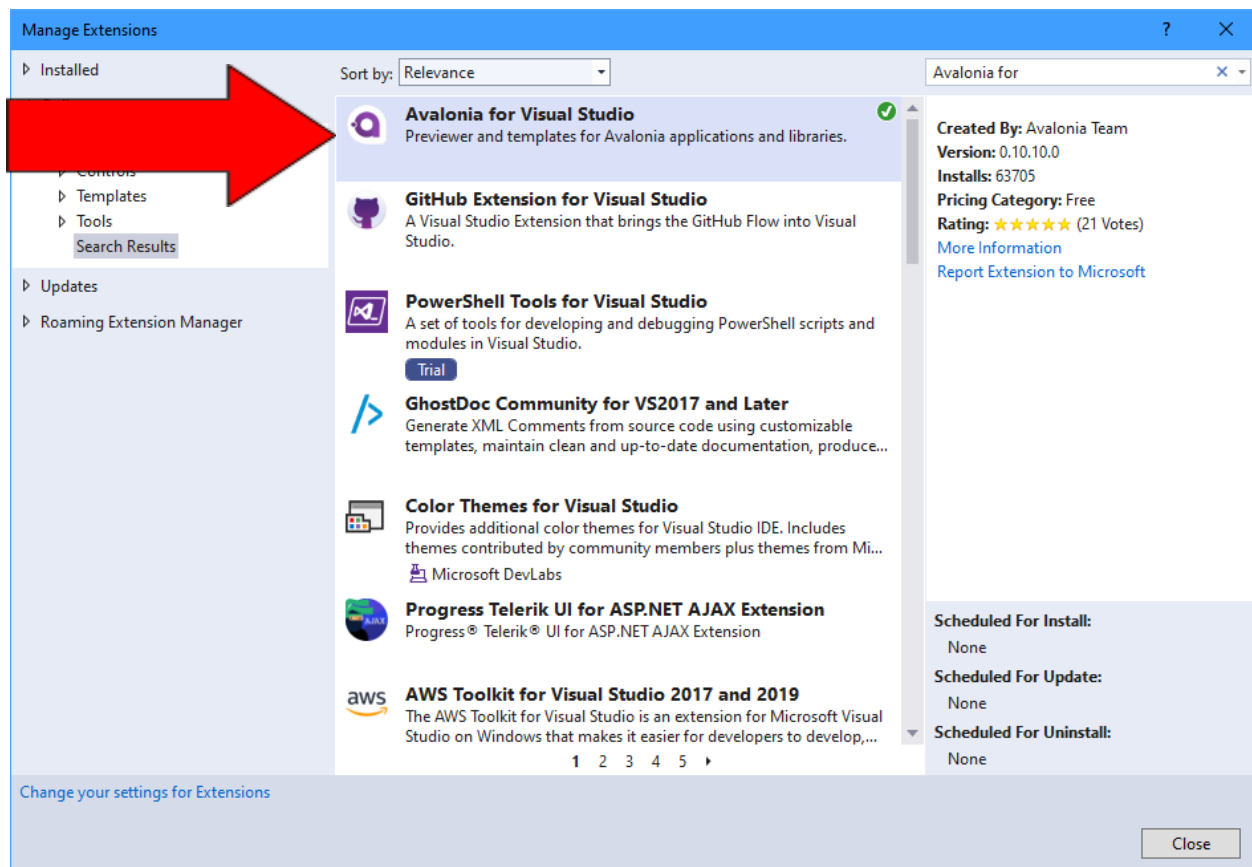 Manage Extensions
?
Installed
Sort by: Relevance
Avalonia for
Avalonia for Visual Studio
Previewer and templates for Avalonia applications and libraries.
Templates
Tools
Search Results
Updates
Roaming Extension Manager
GitHub Extension for Visual Studio
A Visual Studio Extension that brings the GitHub Flow into Visual
Studio.
PowerShell Tools for Visual Studio
A set of tools for developing and debugging PowerShell scripts and
modules in Visual Studio.
Trial
GhostDoc Community for VS2017 and Later
Generate XML Comments from source code using customizable
templates, maintain clean and up-to-date documentation, produce...
Color Themes for Visual Studio
Provides additional color themes for Visual Studio IDE. Includes
themes contributed by community members plus themes from Mi...
Microsoft DevLabs
AJAX
Progress Telerik UI for ASP.NET AJAX Extension
Progress® Telerik® UI for ASP.NET AJAX Extension
aws
AWS Toolkit for Visual Studio 2017 and 2019
The AWS Toolkit for Visual Studio is an extension for Microsoft Visual
Studio on Windows that makes it easier for developers to develop,...
1 2 3 4 5
Created By: Avalonia Team
Version: 0.10.10.0
Installs: 63705
Pricing Category: Free
Rating: (21 Votes)
More Information
Report Extension to Microsoft
Scheduled For Install:
None
Scheduled For Update:
None
Scheduled For Uninstall:
None
Change your settings for Extensions
Close